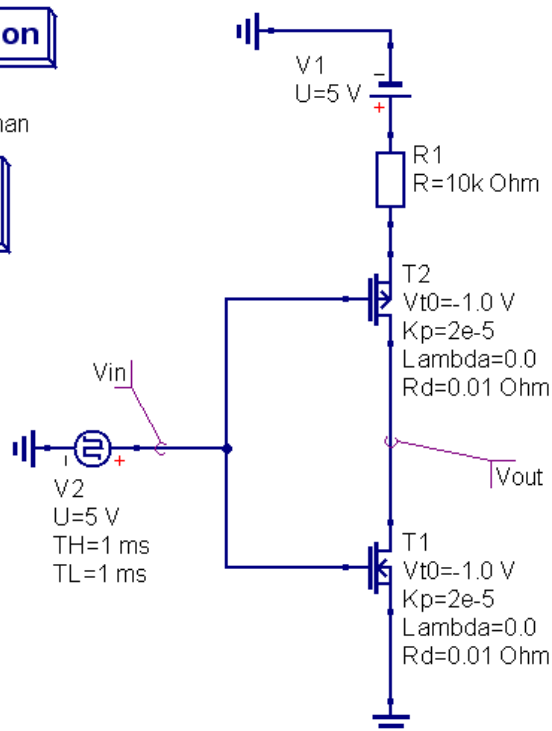 on
V1
U=5 V
nan
R1
R=10k Ohm
T2
Vt0=-1.0 V
Kp=2e-5
Lambda=0.0
Rd=0.01 Ohm
Vin
Vout
V2
U=5 V
TH=1 ms
TL=1 ms
T1
Vt0=-1.0 V
Kp=2e-5
Lambda=0.0
Rd=0.01 Ohm